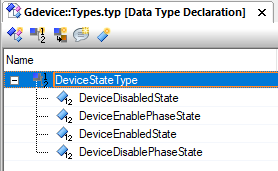 Gdevice::Types.typ [Data Type Declaration]
Name
DeviceStateType
DeviceDisabledState
DeviceEnablePhaseState
DeviceEnabledState
DeviceDisablePhaseState